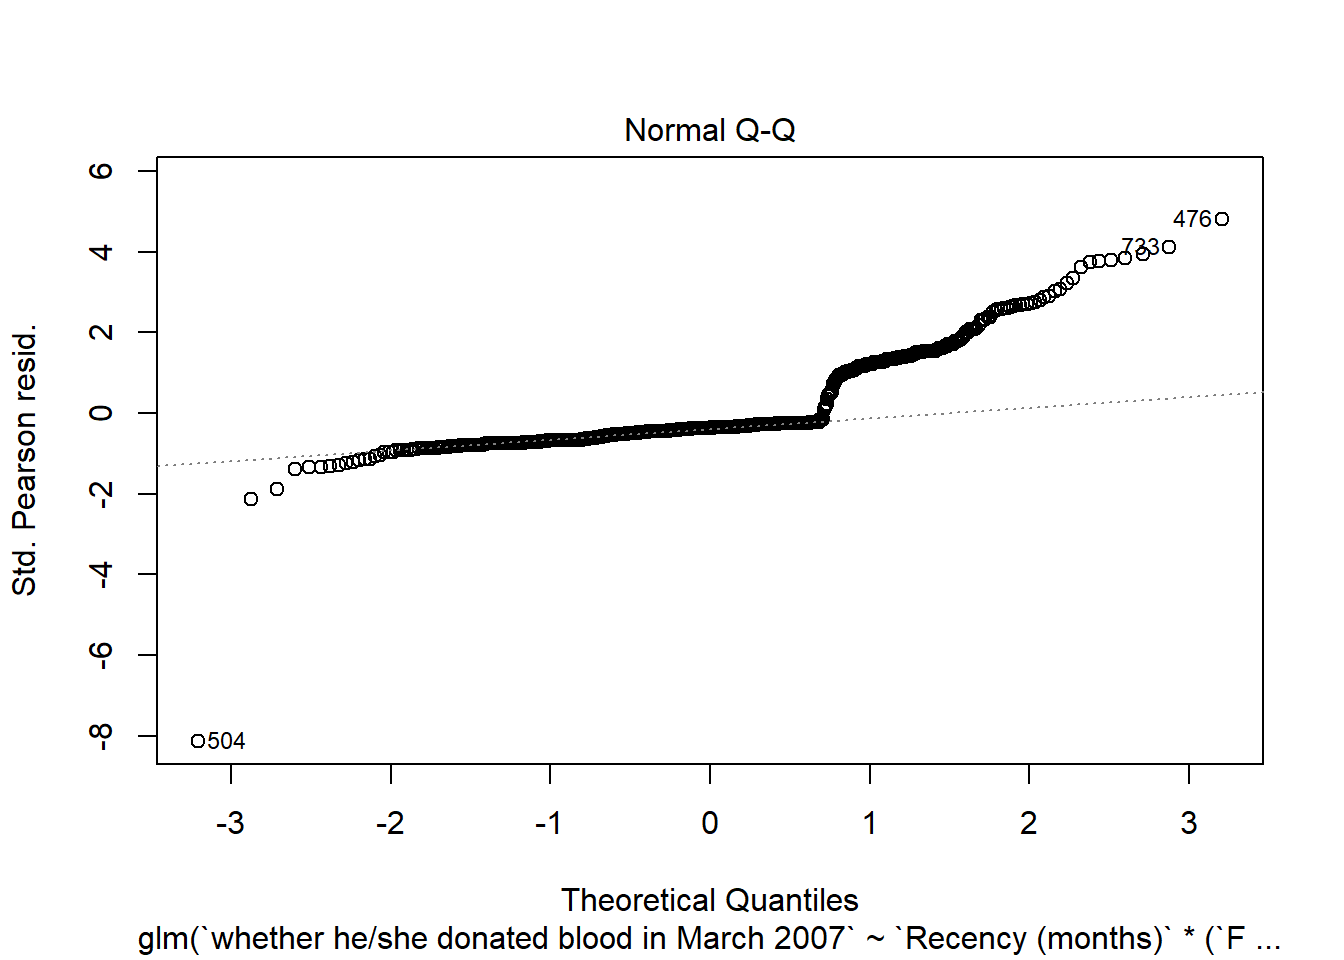 Normal Q-Q
Std. Pearson resid.
6
4
2
0
-2
-4
-6
-8
476
733
504
-3 -2 -1 0 1 2 3
Theoretical Quantiles
glm(`whether he/she donated blood in March 2007` ~ `Recency (months)` * (`F ...